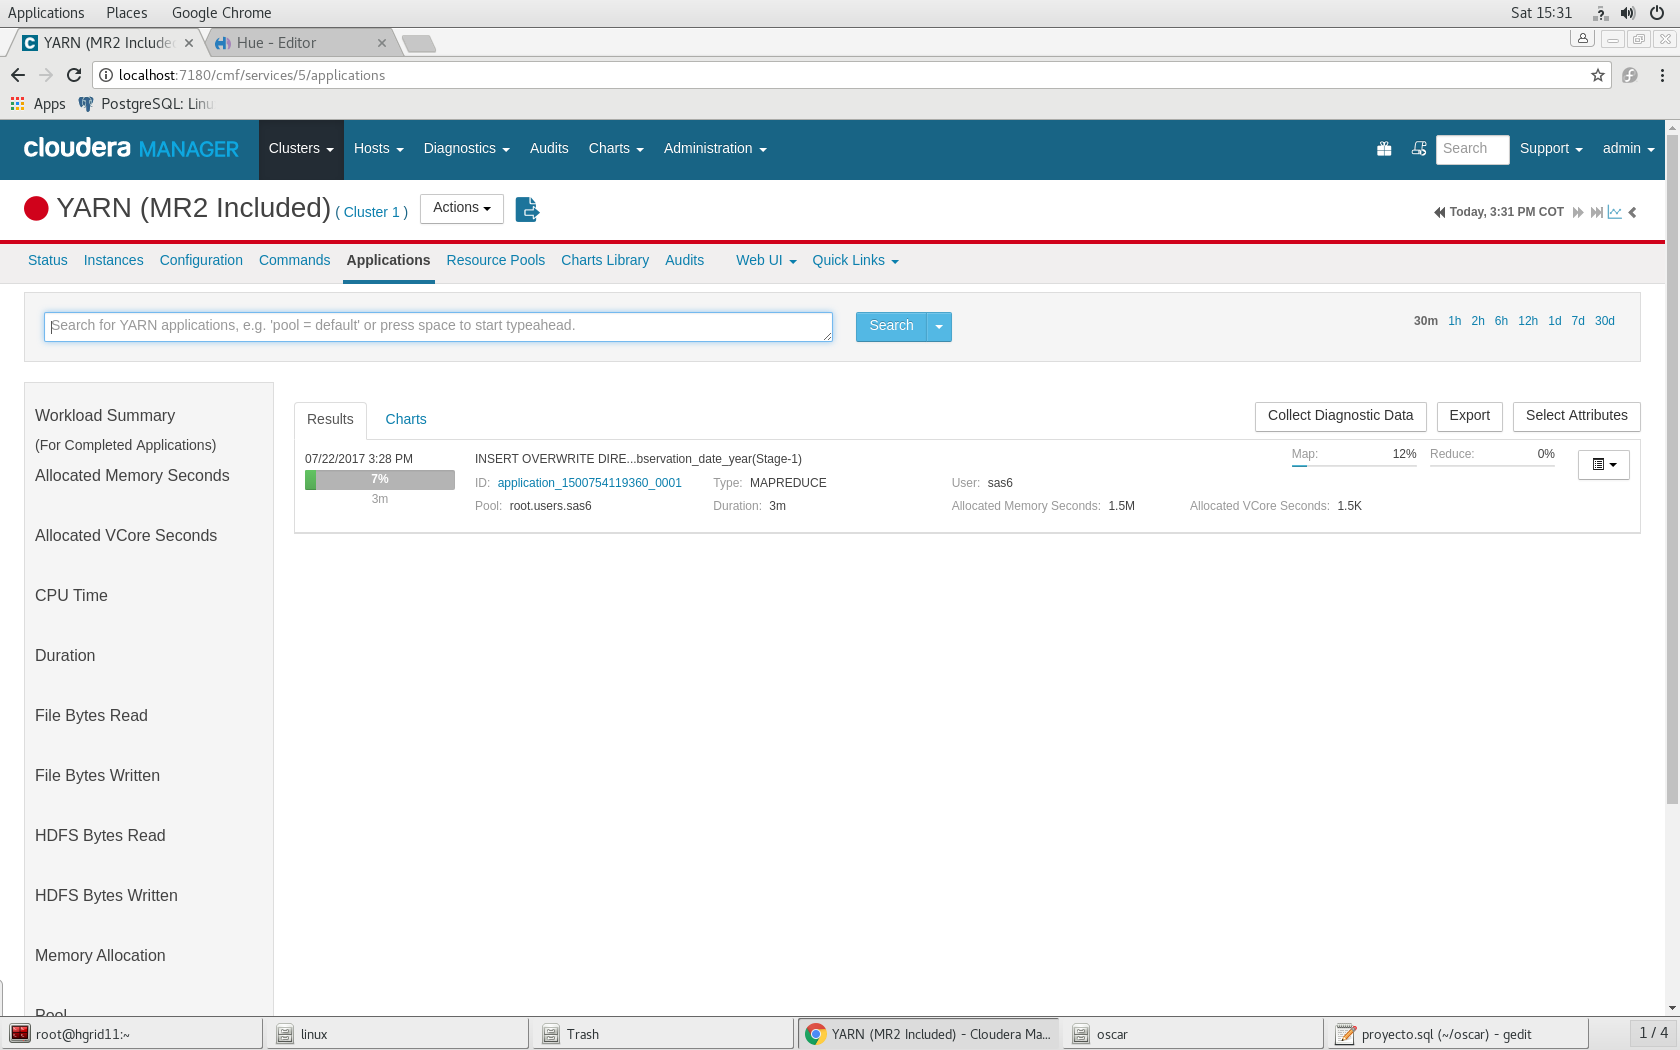 Applications Places Google Chrome Sat 15:31
YARN (MR2 Include Hue - Editor
localhost:7180/cmf/services/5/applications
Apps PostgreSQL: Linu
cloudera MANAGER Clusters Hosts Diagnostics Audits Charts Administration Search Support admin
YARN (MR2 Included) ( Cluster 1 ) Actions Today, 3:31 PM COT
Status Instances Configuration Commands Applications Resource Pools Charts Library Audits Web UI Quick Links
Search for YARN applications, e.g. 'pool = default' or press space to start typeahead. Search 30m 1h 2h 6h 12h 1d 7d 30d
Workload Summary
(For Completed Applications)
Allocated Memory Seconds
Allocated VCore Seconds
CPU Time
Duration
File Bytes Read
File Bytes Written
HDFS Bytes Read
HDFS Bytes Written
Memory Allocation
Pool
Results Charts Collect Diagnostic Data Export Select Attributes
07/22/2017 3:28 PM INSERT OVERWRITE DIRE...bservation_date_year(Stage-1) Map: 12% Reduce: 0%
7% ID: application_1500754119360_0001 Type: MAPREDUCE User: sas6
3m Pool: root.users.sas6 Duration: 3m Allocated Memory Seconds: 1.5M Allocated VCore Seconds: 1.5K
root@hgrid11:~ linux Trash YARN (MR2 Included) - Cloudera Ma... oscar proyecto.sql (~/oscar) - gedit 1 / 4